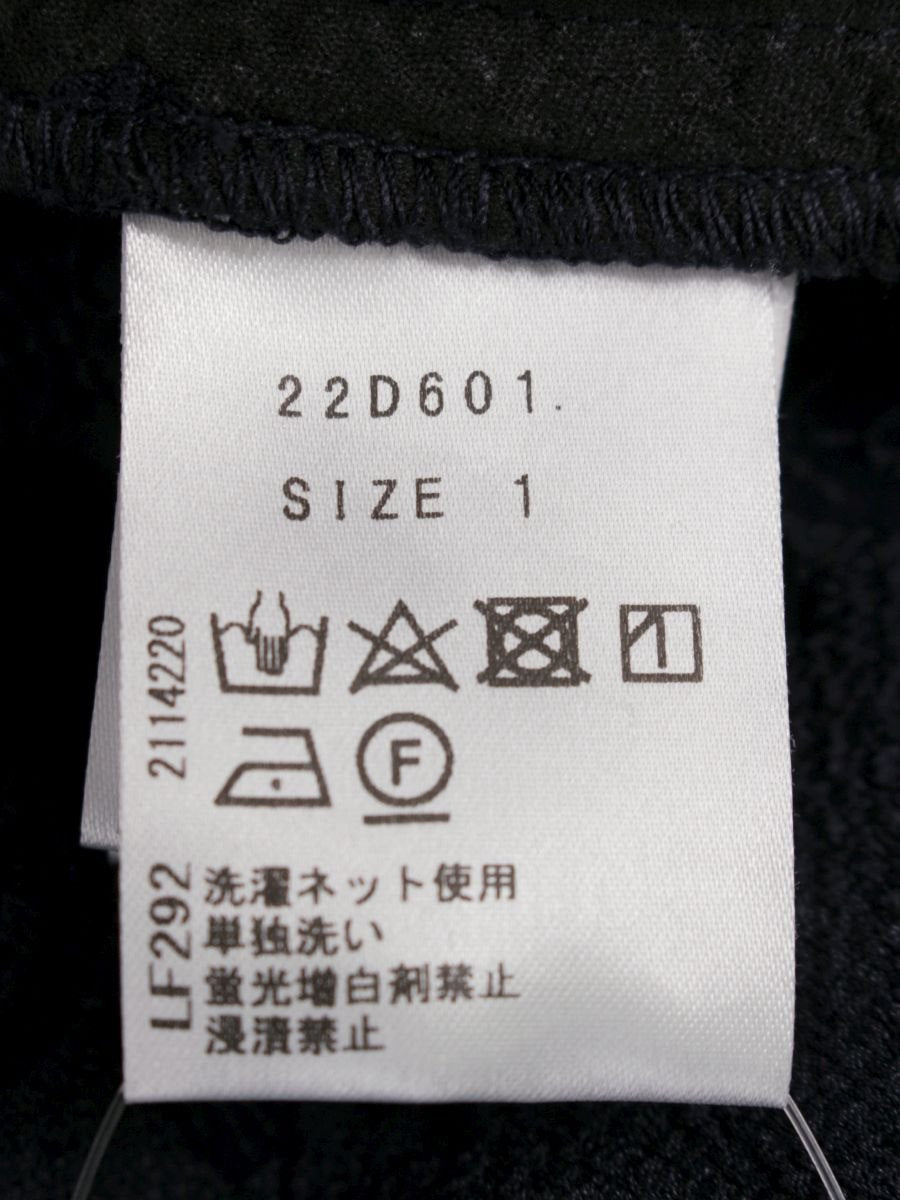 22D601.
SIZE 1
2114220
F
LF292
洗濯ネット使用
単独洗い
蛍光増白剤禁止
浸漬禁止